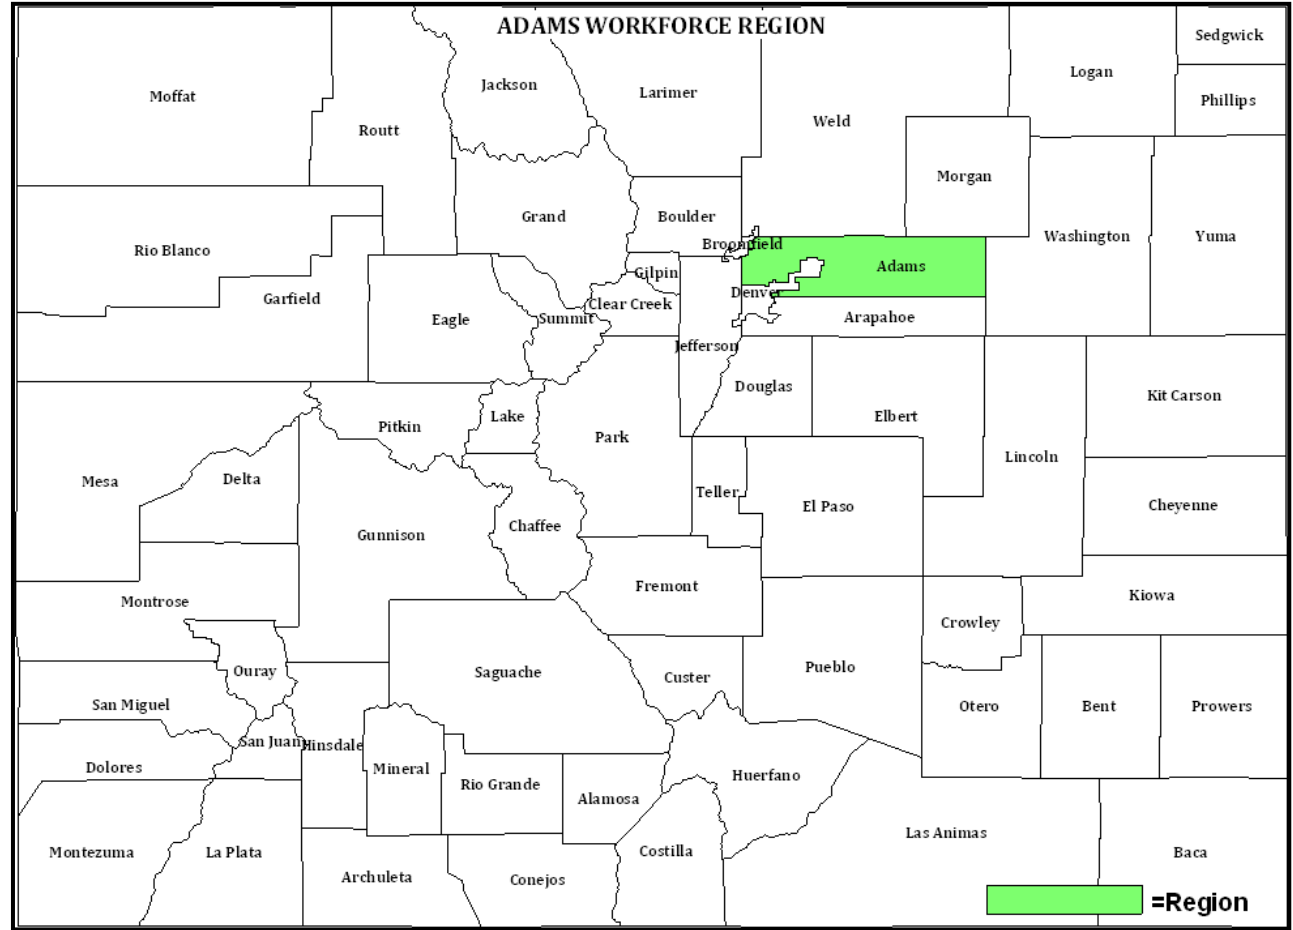 ADAMS WORKFORCE REGION
Sedgwick
Logan
Jackson
Larimer
Moffat
Phillips
Weld
Routt
Morgan
Grand
Boulder
Washington
Yuma
Broomfield
Rio Blanco
Adams
Gilpin
Denver
Garfield
Clear Creek
Summit
Eagle
Arapahoe
Jefferson
Douglas
Kit Carson
Lake
Elbert
Pitkin
Park
Lincoln
Mesa
Delta
Teller
El Paso
Cheyenne
Chaffee
Gunnison
Fremont
Kiowa
Montrose
Crowley
Ouray
Saguache
Custer
Pueblo
San Miguel
Otero
Bent
Prowers
San Juan
Hinsdale
Dolores
Mineral
Huerfano
Rio Grande
Alamosa
Las Animas
Montezuma
La Plata
Costilla
Baca
Archuleta
Conejos
=Region